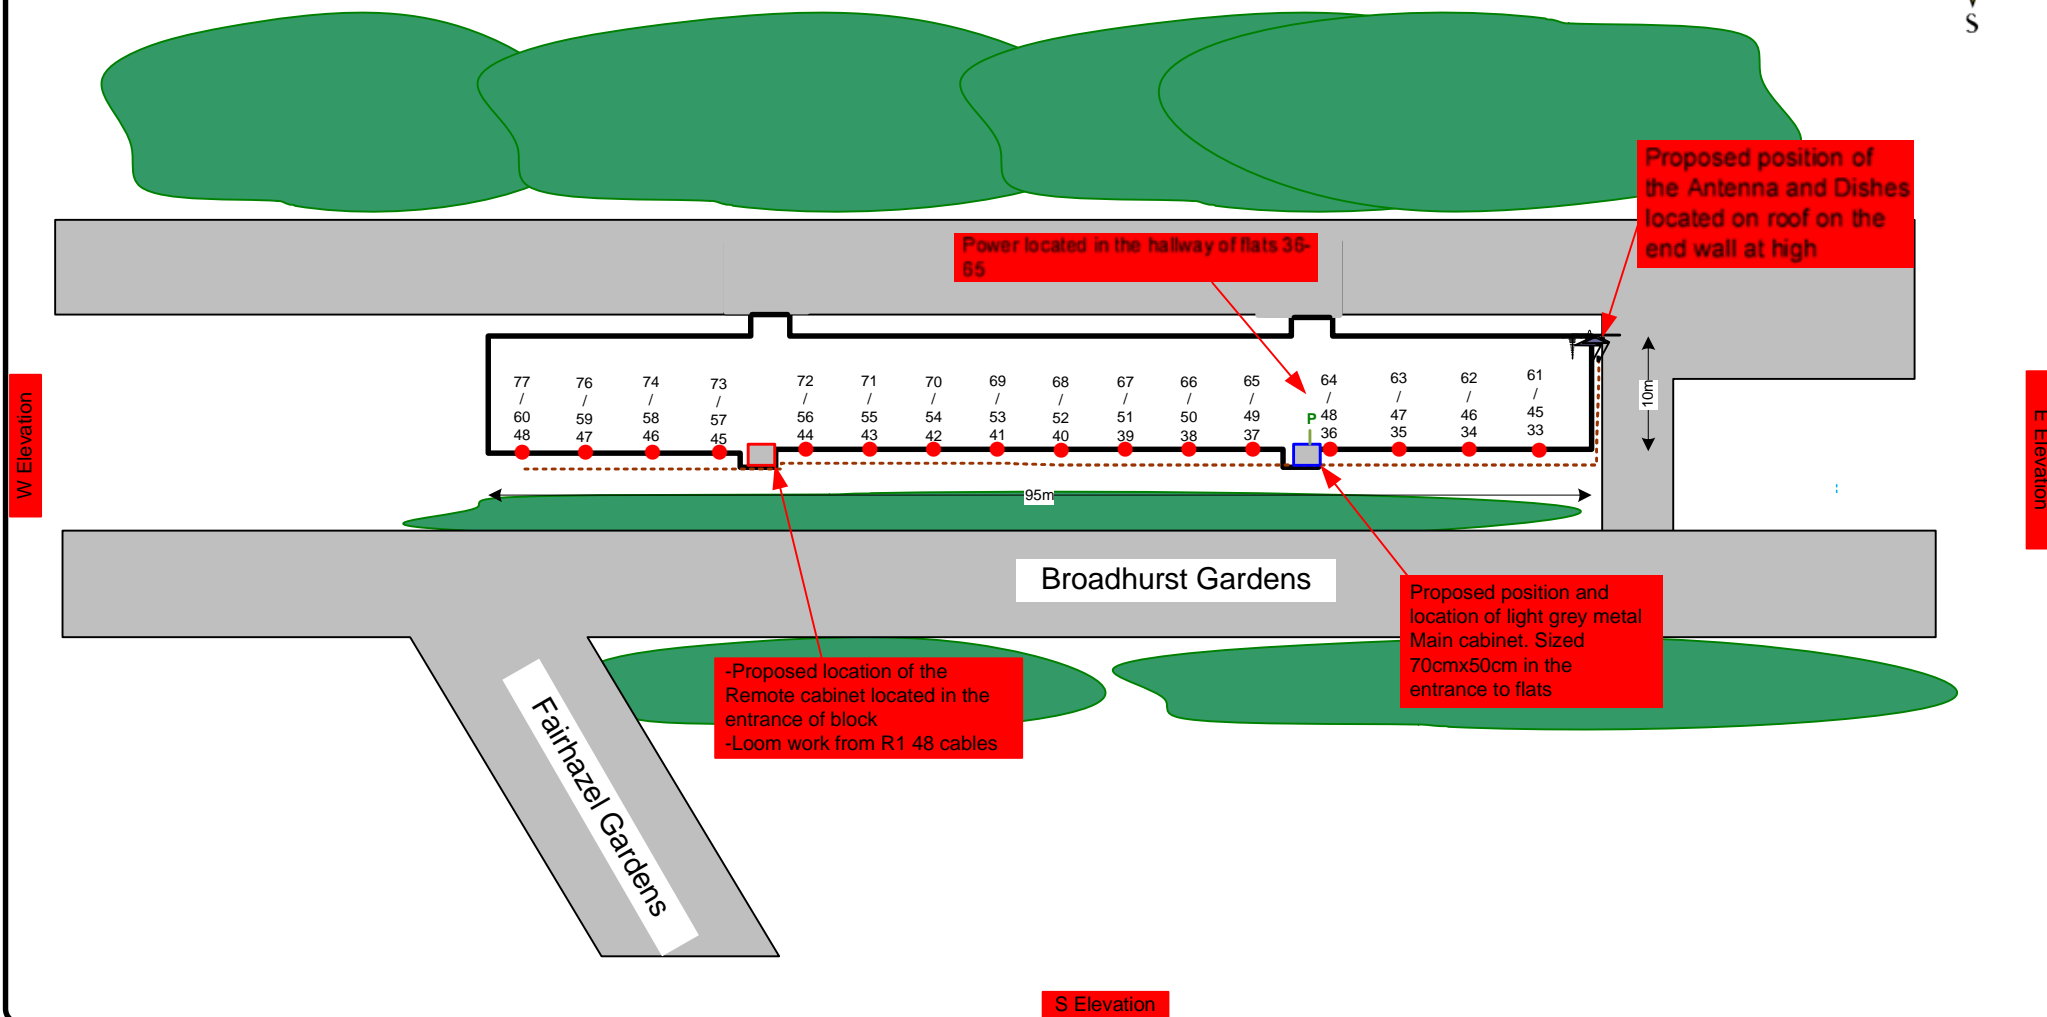 S
Proposed position of
the Antenna and Dishes
located on roof on the
end wall at high
Power located in the hallway of flats 36-
65
77 76 74 73 72 71 70 69 68 67 66 65 64 63 62 61
/ / / / / / / / / / / / / / / /
60 59 58 57 56 55 54 53 52 51 50 49 48 47 46 45
48 47 46 45 44 43 42 41 40 39 38 37 36 35 34 33
P
10m
W Elevation
E Elevation
95m
Broadhurst Gardens
Proposed position and
location of light grey metal
Main cabinet. Sized
70cmx50cm in the
entrance to flats
-Proposed location of the
Remote cabinet located in the
entrance of block
-Loom work from R1 48 cables
Fairhazel Gardens
S Elevation